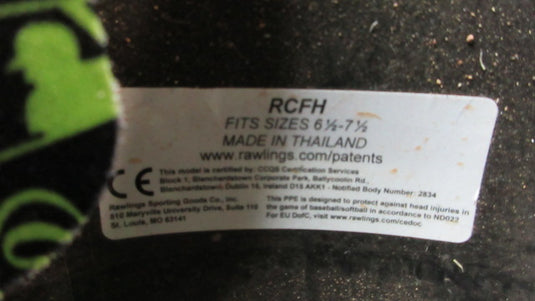 RCFH
FITS SIZES 6½-7½
MADE IN THAILAND
www.rawlings.com/patents
CE
This model is certified by: CCQS Certification Services
Block 1, Blanchardstown Corporate Park, Ballycoolin Rd.,
Blanchardstown, Dublin 15, Ireland D15 AKK1 - Notified Body Number: 2834
Rawlings Sporting Goods Co., Inc.
510 Maryville University Drive, Suite 110
St. Louis, MO 63141
This PPE is designed to protect against head injuries in
the game of baseball/softball in accordance to ND022
For EU DofC, visit www.rawlings.com/cedoc